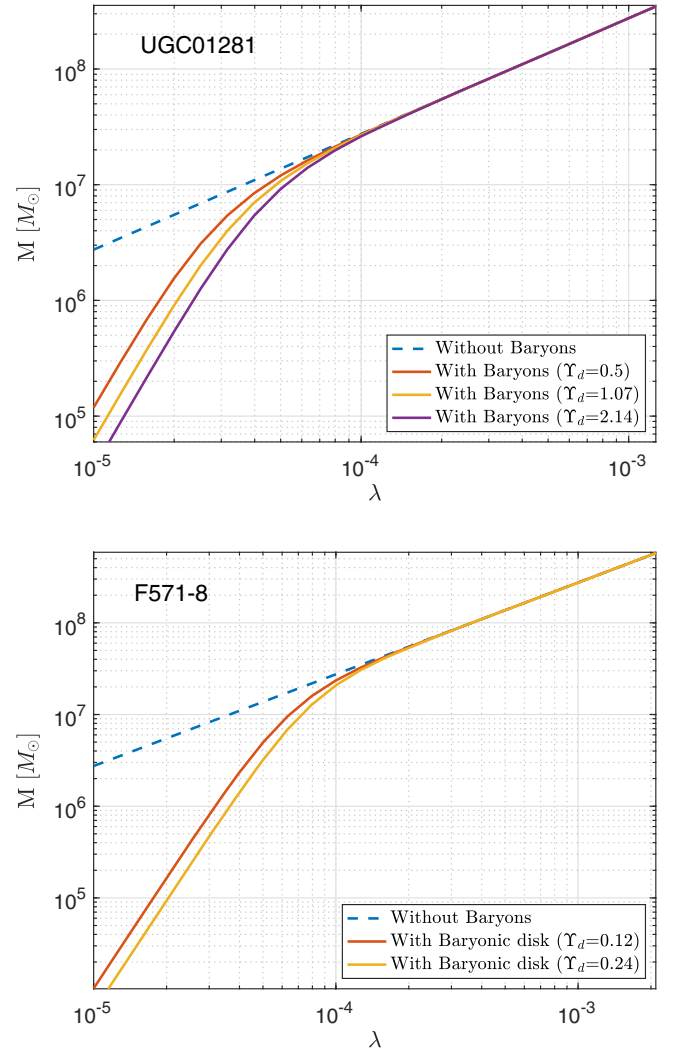 UGC01281
10^8
10^7
10^6
10^5
M [M_⊙]
Without Baryons
With Baryons (Υ_d=0.5)
With Baryons (Υ_d=1.07)
With Baryons (Υ_d=2.14)
10^-5 10^-4 10^-3
λ
F571-8
10^8
10^7
10^6
10^5
M [M_⊙]
Without Baryons
With Baryonic disk (Υ_d=0.12)
With Baryonic disk (Υ_d=0.24)
10^-5 10^-4 10^-3
λ